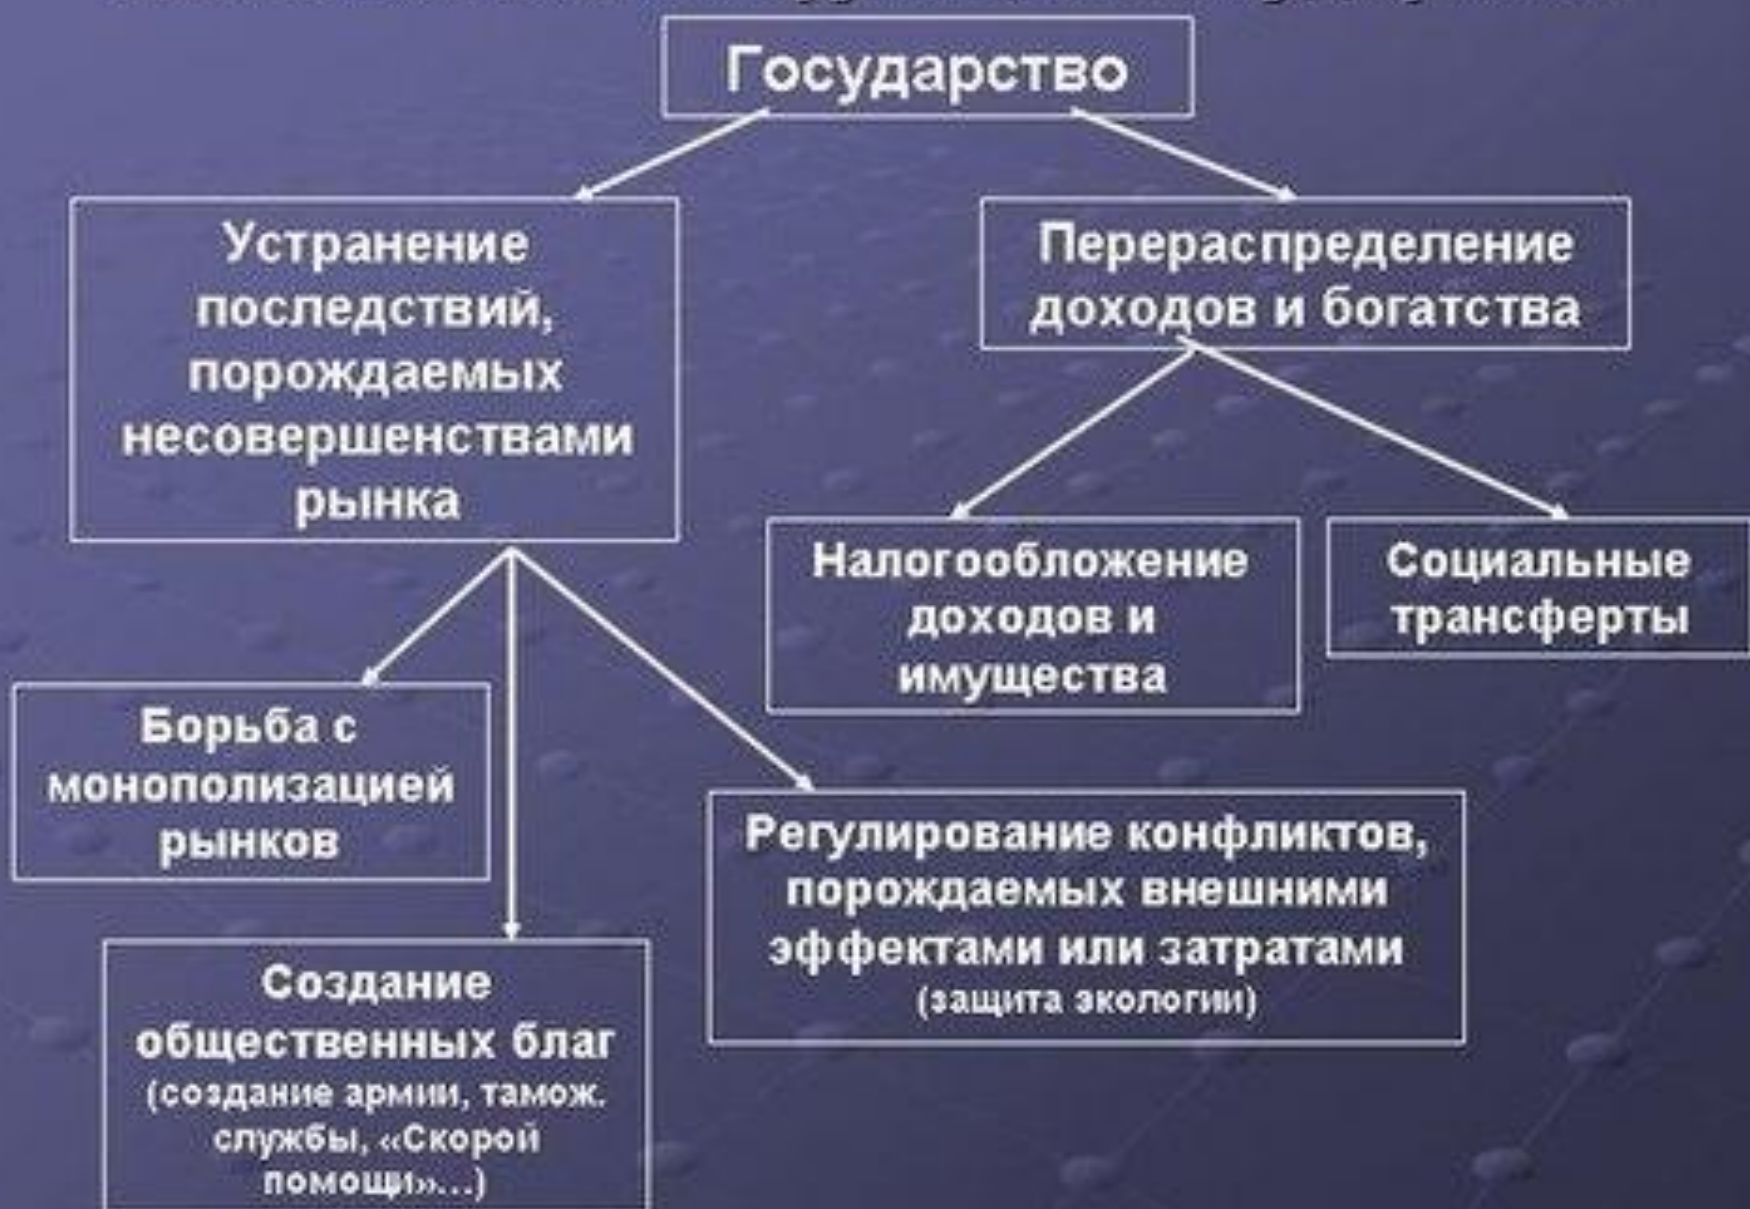 Государство
Устранение
последствий,
порождаемых
несовершенствами
рынка
Перераспределение
доходов и богатства
Налогообложение
доходов и
имущества
Социальные
трансферты
Борьба с
монополизацией
рынков
Регулирование конфликтов,
порождаемых внешними
эффектами или затратами
(защита экологии)
Создание
общественных благ
(создание армии, тамож.
службы, «Скорой
помощи»...)